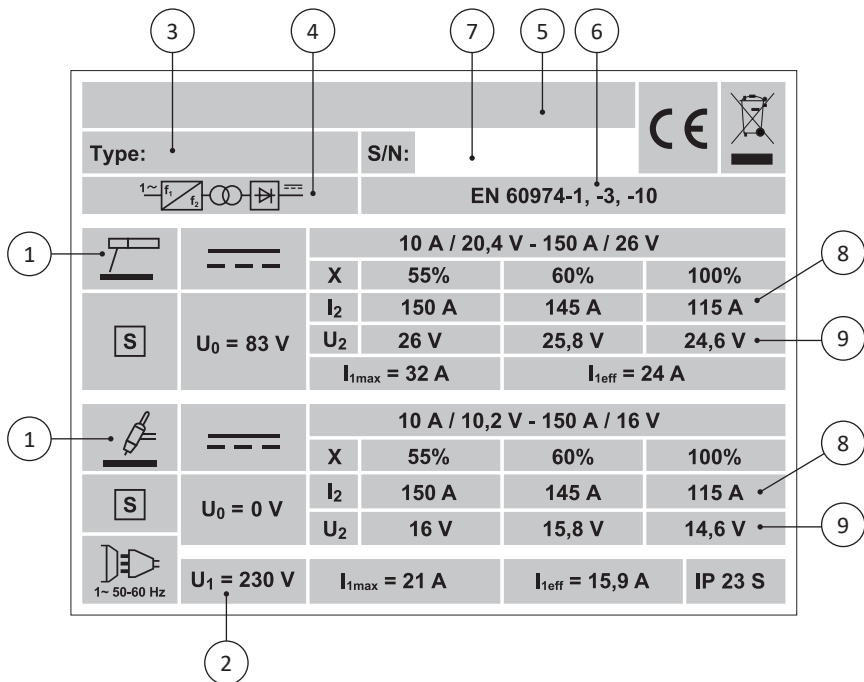 3 4 7 5 6
CE
Type: S/N:
1~ f₁ f₂ EN 60974-1, -3, -10
1 10 A / 20,4 V - 150 A / 26 V 8
X 55% 60% 100%
I₂ 150 A 145 A 115 A
S U₀ = 83 V U₂ 26 V 25,8 V 24,6 V 9
I₁max = 32 A I₁eff = 24 A
1 10 A / 10,2 V - 150 A / 16 V 8
X 55% 60% 100%
S U₀ = 0 V I₂ 150 A 145 A 115 A
U₂ 16 V 15,8 V 14,6 V 9
1~ 50-60 Hz U₁ = 230 V I₁max = 21 A I₁eff = 15,9 A IP 23 S
2